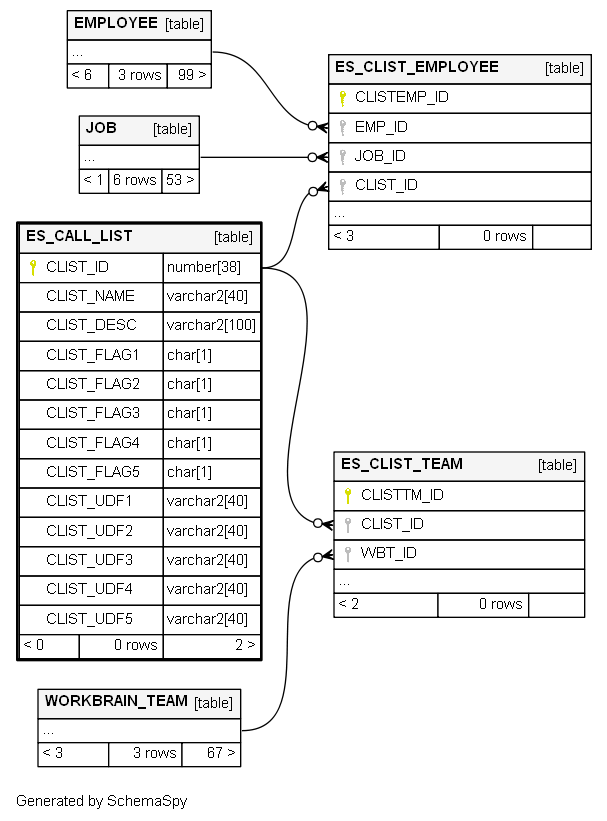 EMPLOYEE [table]
...
< 6 3 rows 99 >
JOB [table]
...
< 1 6 rows 53 >
ES_CALL_LIST [table]
CLIST_ID number[38]
CLIST_NAME varchar2[40]
CLIST_DESC varchar2[100]
CLIST_FLAG1 char[1]
CLIST_FLAG2 char[1]
CLIST_FLAG3 char[1]
CLIST_FLAG4 char[1]
CLIST_FLAG5 char[1]
CLIST_UDF1 varchar2[40]
CLIST_UDF2 varchar2[40]
CLIST_UDF3 varchar2[40]
CLIST_UDF4 varchar2[40]
CLIST_UDF5 varchar2[40]
< 0 0 rows 2 >
WORKBRAIN_TEAM [table]
...
< 3 3 rows 67 >
ES_CLIST_EMPLOYEE [table]
CLISTEMP_ID
EMP_ID
JOB_ID
CLIST_ID
...
< 3 0 rows
ES_CLIST_TEAM [table]
CLISTTM_ID
CLIST_ID
WBT_ID
...
< 2 0 rows
Generated by SchemaSpy